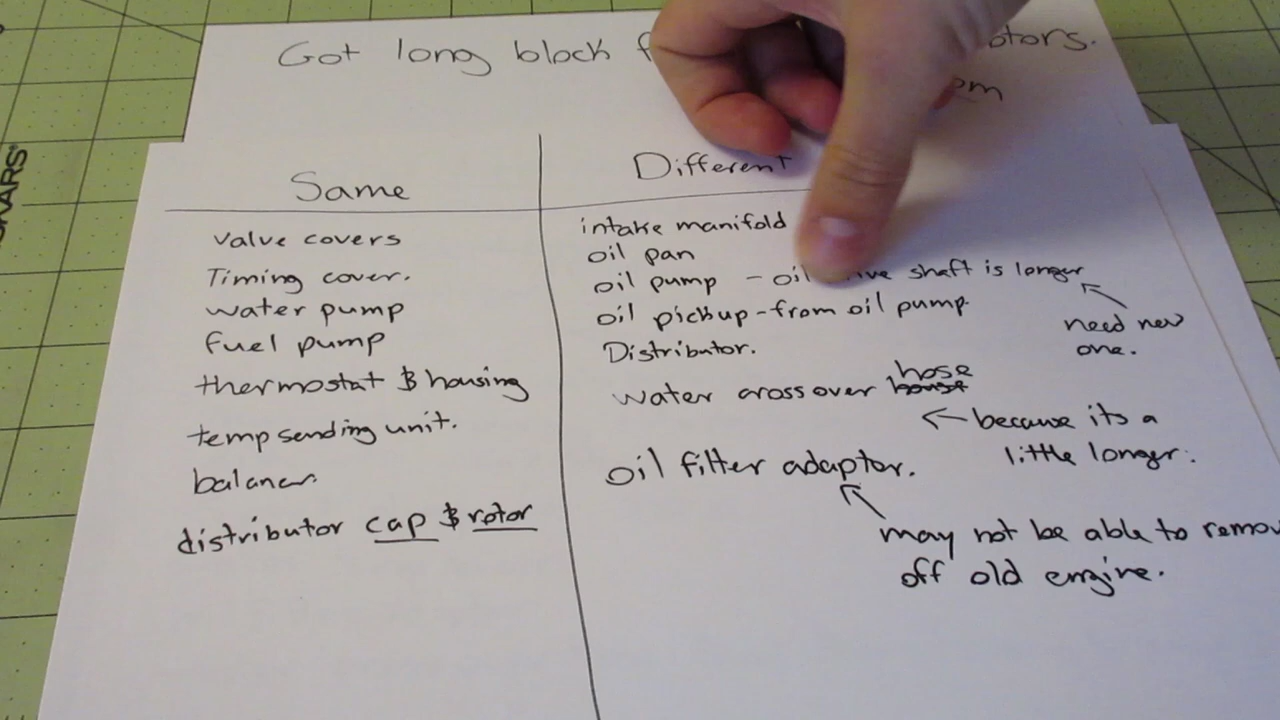 Got long block
Same
valve covers
Timing cover.
water pump
fuel pump
thermostat $ housing
temp sending unit.
balancer.
distributor cap $ rotor
Different
intake manifold
oil pan
oil pump - oil shaft is longer
need new
one.
oil pickup - from oil pump
Distributor.
water crossover hose
because its a
little longer.
oil filter adaptor.
may not be able to remov
off old engine.